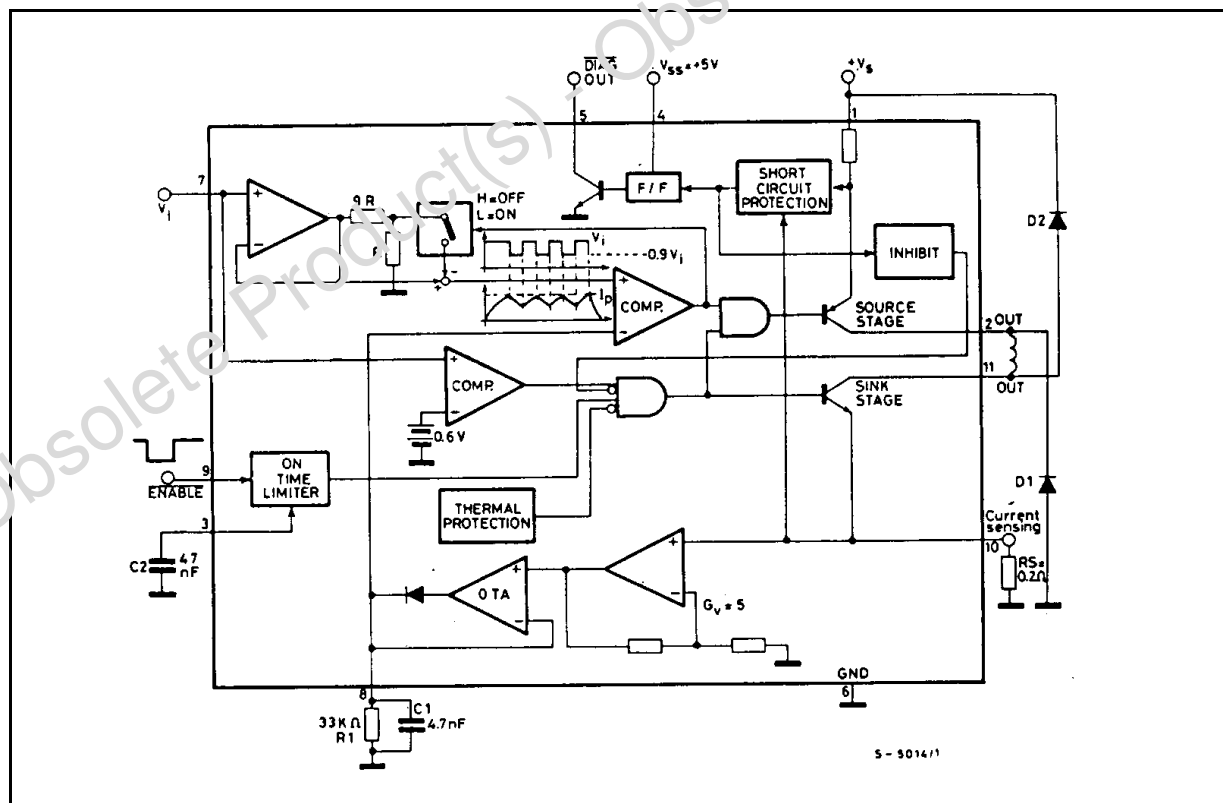 Obsolete Product(s) - Obs
DIAG
OUT
VSS=+5V
+Vs
5
4
1
7
Vi
9R
R
H=OFF
L=ON
F/F
SHORT
CIRCUIT
PROTECTION
D2
+
-
Vi
0.9 Vi
Ip
+
-
+
COMP.
-
INHIBIT
SOURCE
STAGE
2 OUT
11
OUT
SINK
STAGE
+
COMP.
-
0.6 V
9
ENABLE
ON
TIME
LIMITER
3
C2
47
nF
THERMAL
PROTECTION
D1
Current
sensing
10
RS=
0.2Ω
+
OTA
-
+
-
Gv = 5
8
33KΩ
R1
C1
4.7nF
GND
6
S-5014/1